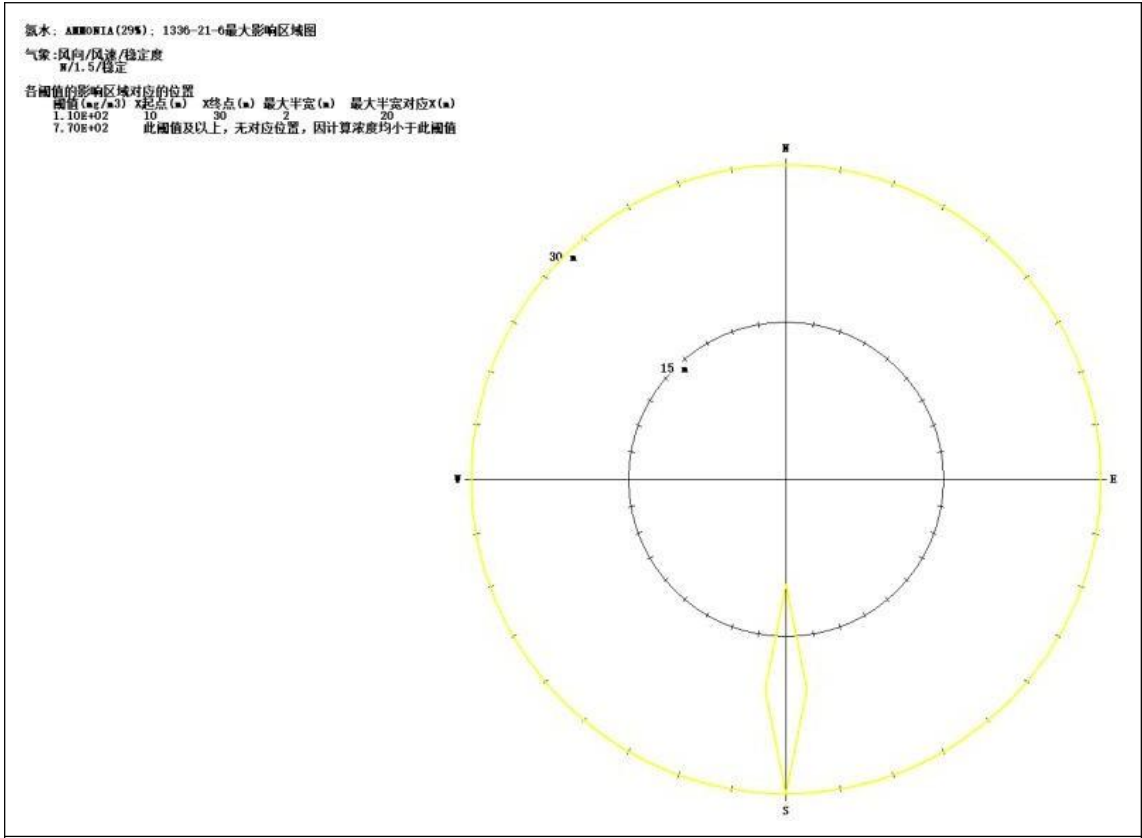 氨水: AMMONIA(29%); 1336-21-6最大影响区域图
气象:风向/风速/稳定度
N/1.5/稳定
各阈值的影响区域对应的位置
阈值(mg/m3) X起点(m) X终点(m) 最大半宽(m) 最大半宽对应X(m)
1.10E+02 10 30 2 20
7.70E+02 此阈值及以上，无对应位置，因计算浓度均小于此阈值
N
30 m
15 m
W
E
S